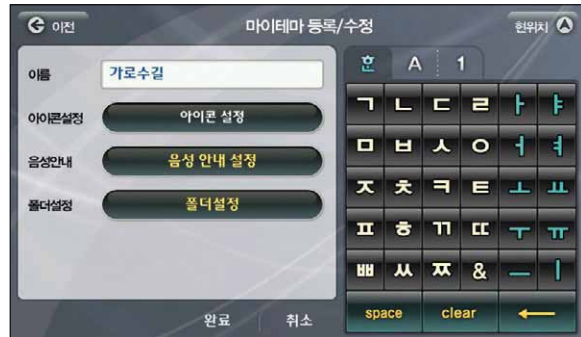 이전 마이테마 등록/수정 현위치
이름 가로수길
아이콘설정 아이콘 설정
음성안내 음성 안내 설정
폴더설정 폴더설정
완료 취소
한 A 1
ㄱ ㄴ ㄷ ㄹ ㅏ ㅑ
ㅁ ㅂ ㅅ ㅇ ㅓ ㅕ
ㅈ ㅊ ㅋ ㅌ ㅗ ㅛ
ㅍ ㅎ ㄲ ㄸ ㅜ ㅠ
ㅃ ㅆ ㅉ & ㅡ ㅣ
space clear ←